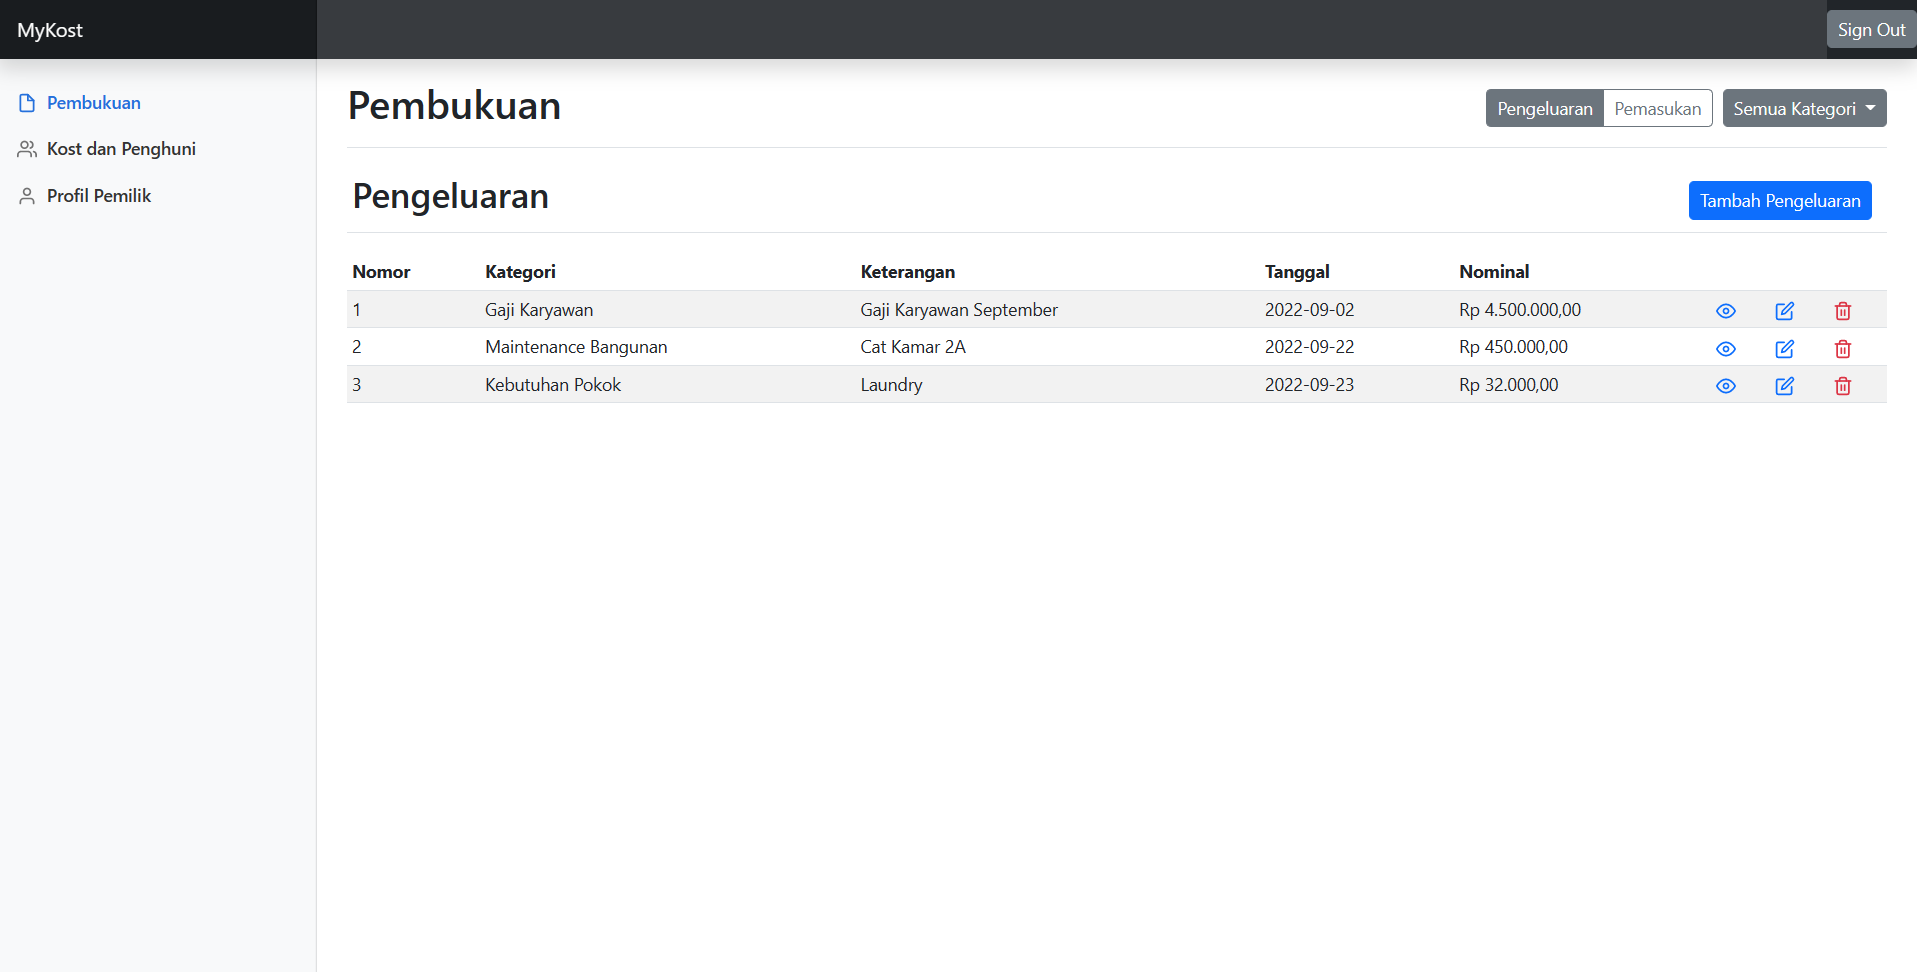 MyKost
Sign Out
Pembukuan
Kost dan Penghuni
Profil Pemilik
Pembukuan
Pengeluaran Pemasukan Semua Kategori
Pengeluaran
Tambah Pengeluaran
Nomor Kategori Keterangan Tanggal Nominal
1 Gaji Karyawan Gaji Karyawan September 2022-09-02 Rp 4.500.000,00
2 Maintenance Bangunan Cat Kamar 2A 2022-09-22 Rp 450.000,00
3 Kebutuhan Pokok Laundry 2022-09-23 Rp 32.000,00